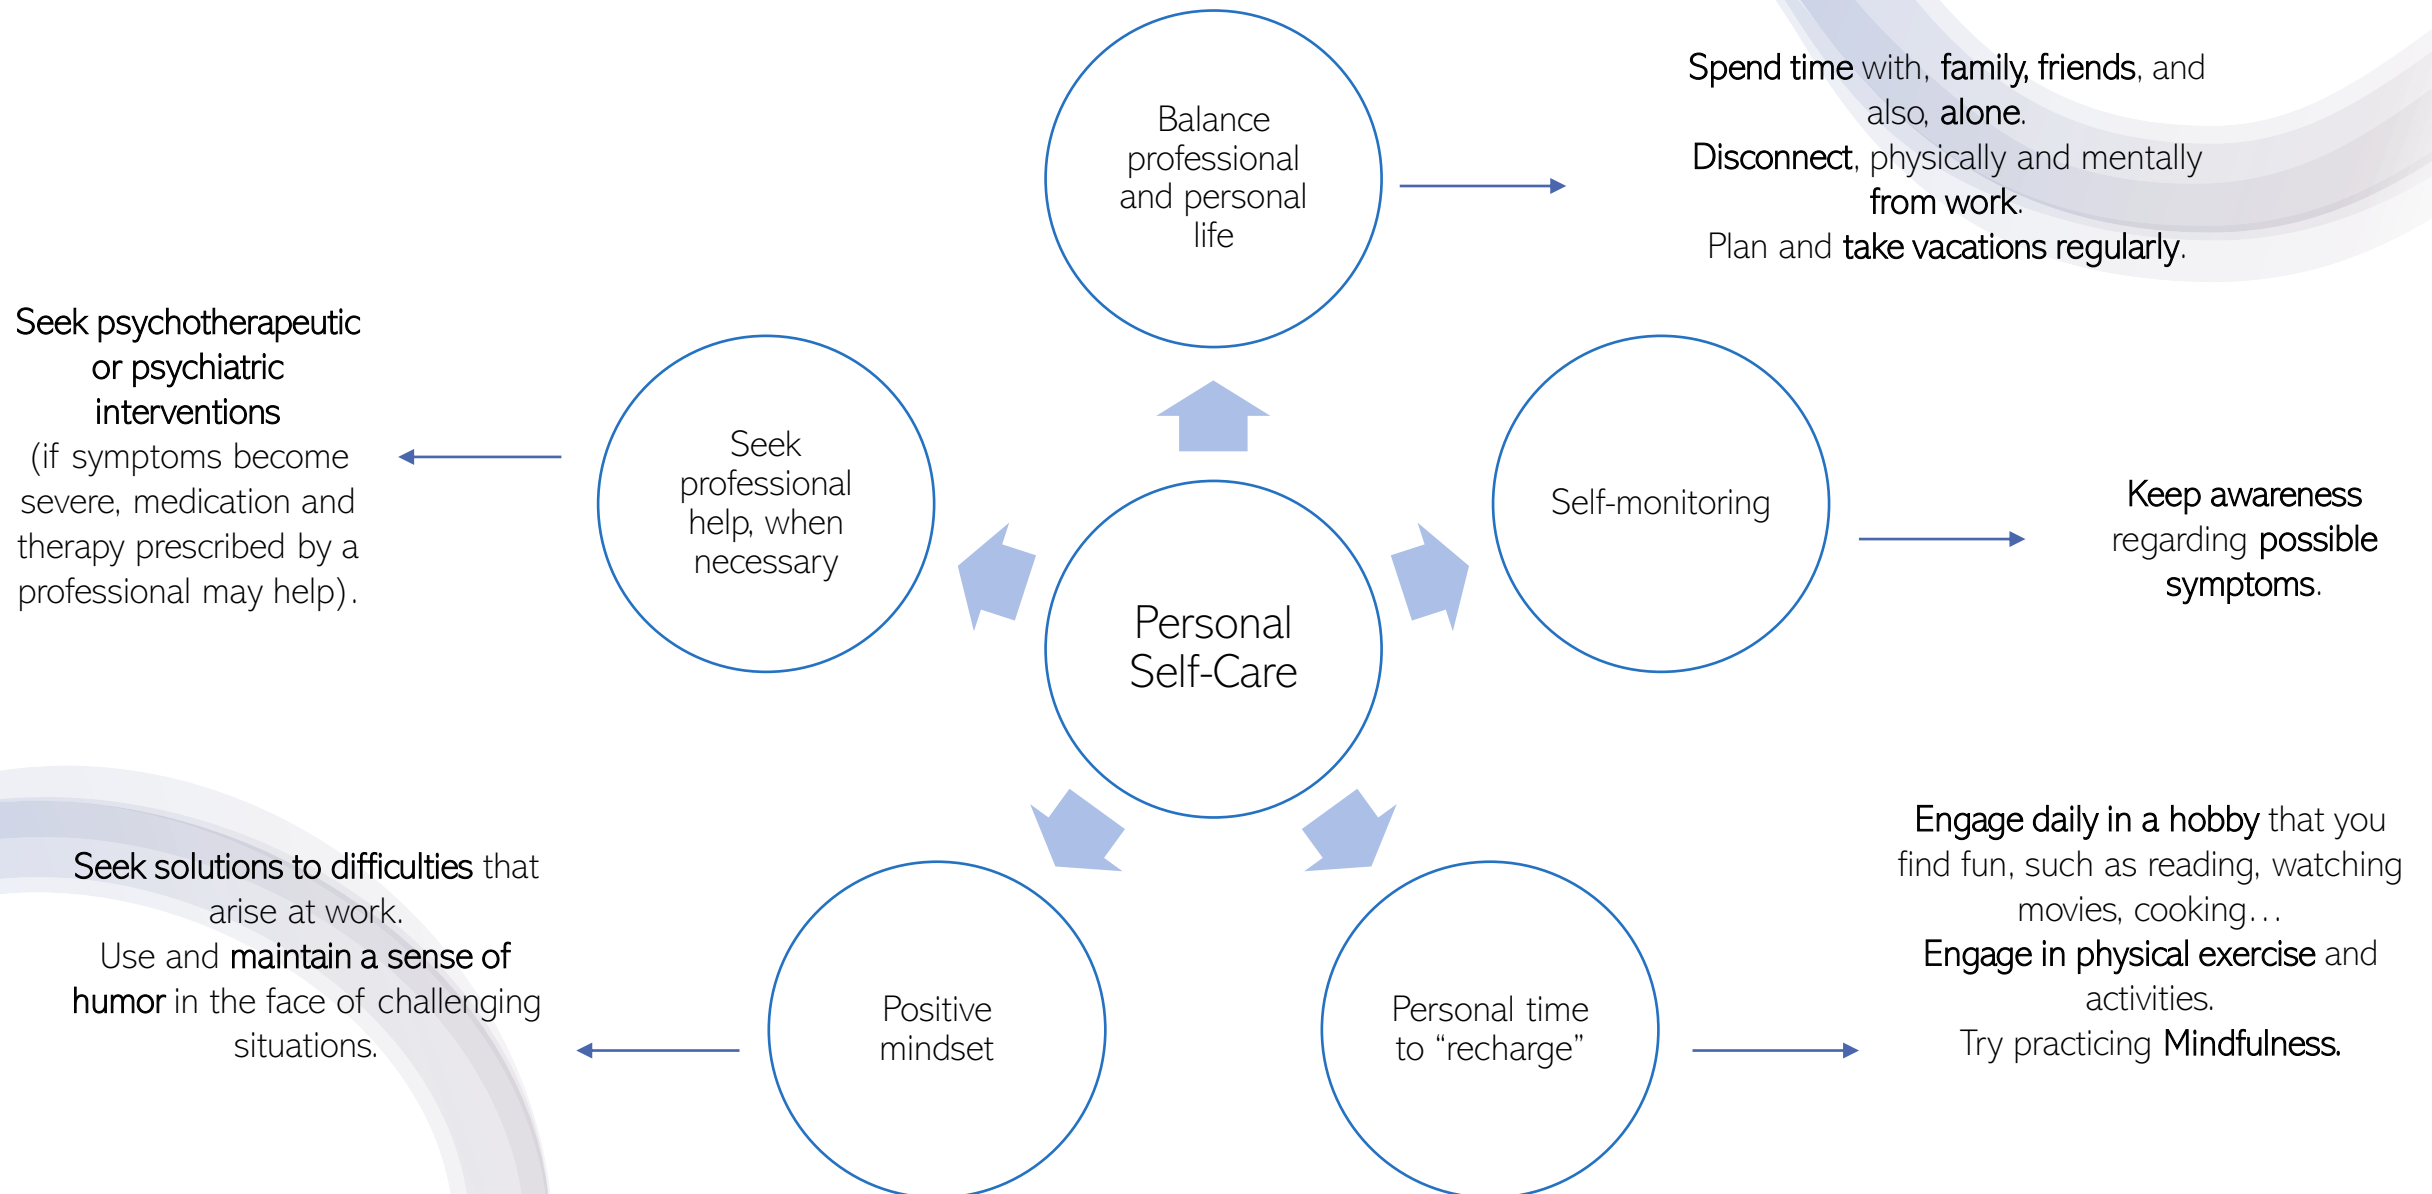 Balance
professional
and personal
life
Spend time with, family, friends, and
also, alone.
Disconnect, physically and mentally
from work.
Plan and take vacations regularly.
Seek psychotherapeutic
or psychiatric
interventions
(if symptoms become
severe, medication and
therapy prescribed by a
professional may help).
Seek
professional
help, when
necessary
Self-monitoring
Keep awareness
regarding possible
symptoms.
Personal
Self-Care
Seek solutions to difficulties that
arise at work.
Use and maintain a sense of
humor in the face of challenging
situations.
Positive
mindset
Personal time
to “recharge”
Engage daily in a hobby that you
find fun, such as reading, watching
movies, cooking…
Engage in physical exercise and
activities.
Try practicing Mindfulness.